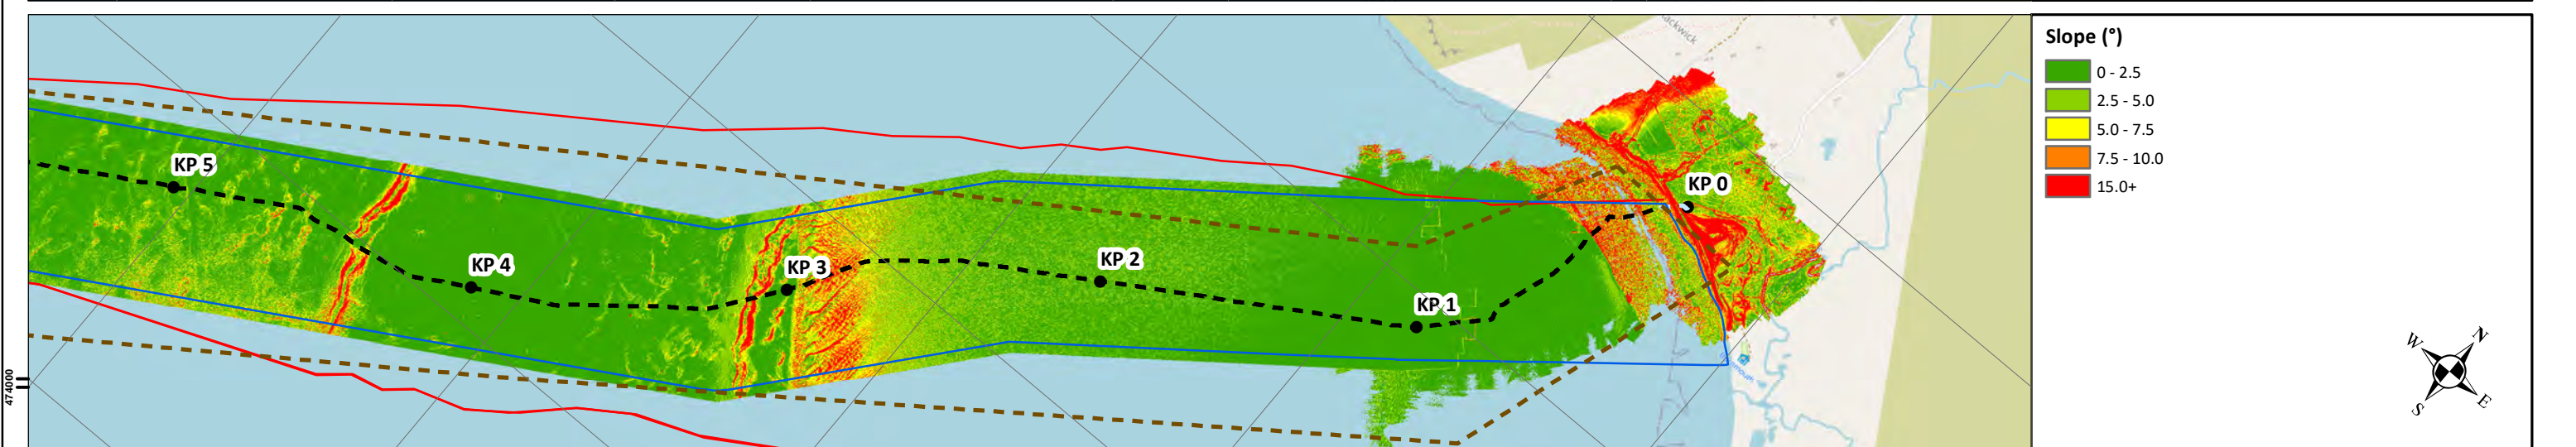 Slope (°)
0 - 2.5
2.5 - 5.0
5.0 - 7.5
7.5 - 10.0
15.0+
KP 5
KP 4
KP 3
KP 2
KP 1
KP 0
474000
W
N
S
E